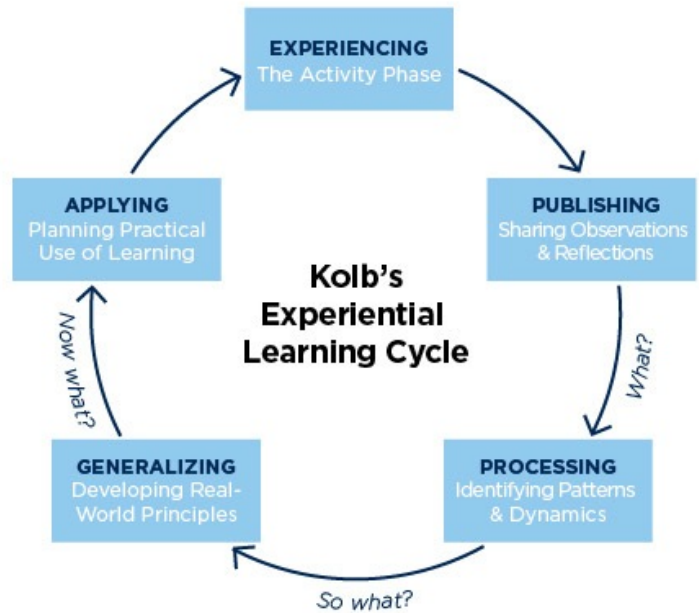 EXPERIENCING
The Activity Phase
PUBLISHING
Sharing Observations
& Reflections
What?
PROCESSING
Identifying Patterns
& Dynamics
So what?
GENERALIZING
Developing Real-
World Principles
Now what?
APPLYING
Planning Practical
Use of Learning
Kolb's
Experiential
Learning Cycle